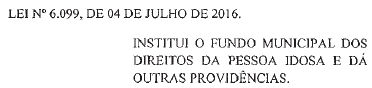 LEI Nº 6.099, DE 04 DE JULHO DE 2016.
INSTITUI O FUNDO MUNICIPAL DOS
DIREITOS DA PESSOA IDOSA E DÁ
OUTRAS PROVIDÊNCIAS.